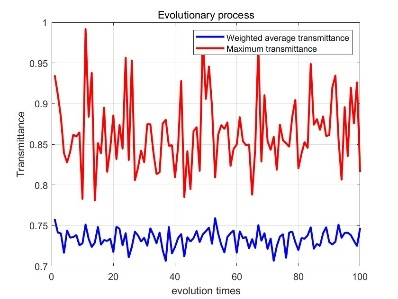 Evolutionary process
1
0.95
0.9
0.85
0.8
0.75
0.7
Transmittance
Weighted average transmittance
Maximum transmittance
0 20 40 60 80 100
evolution times